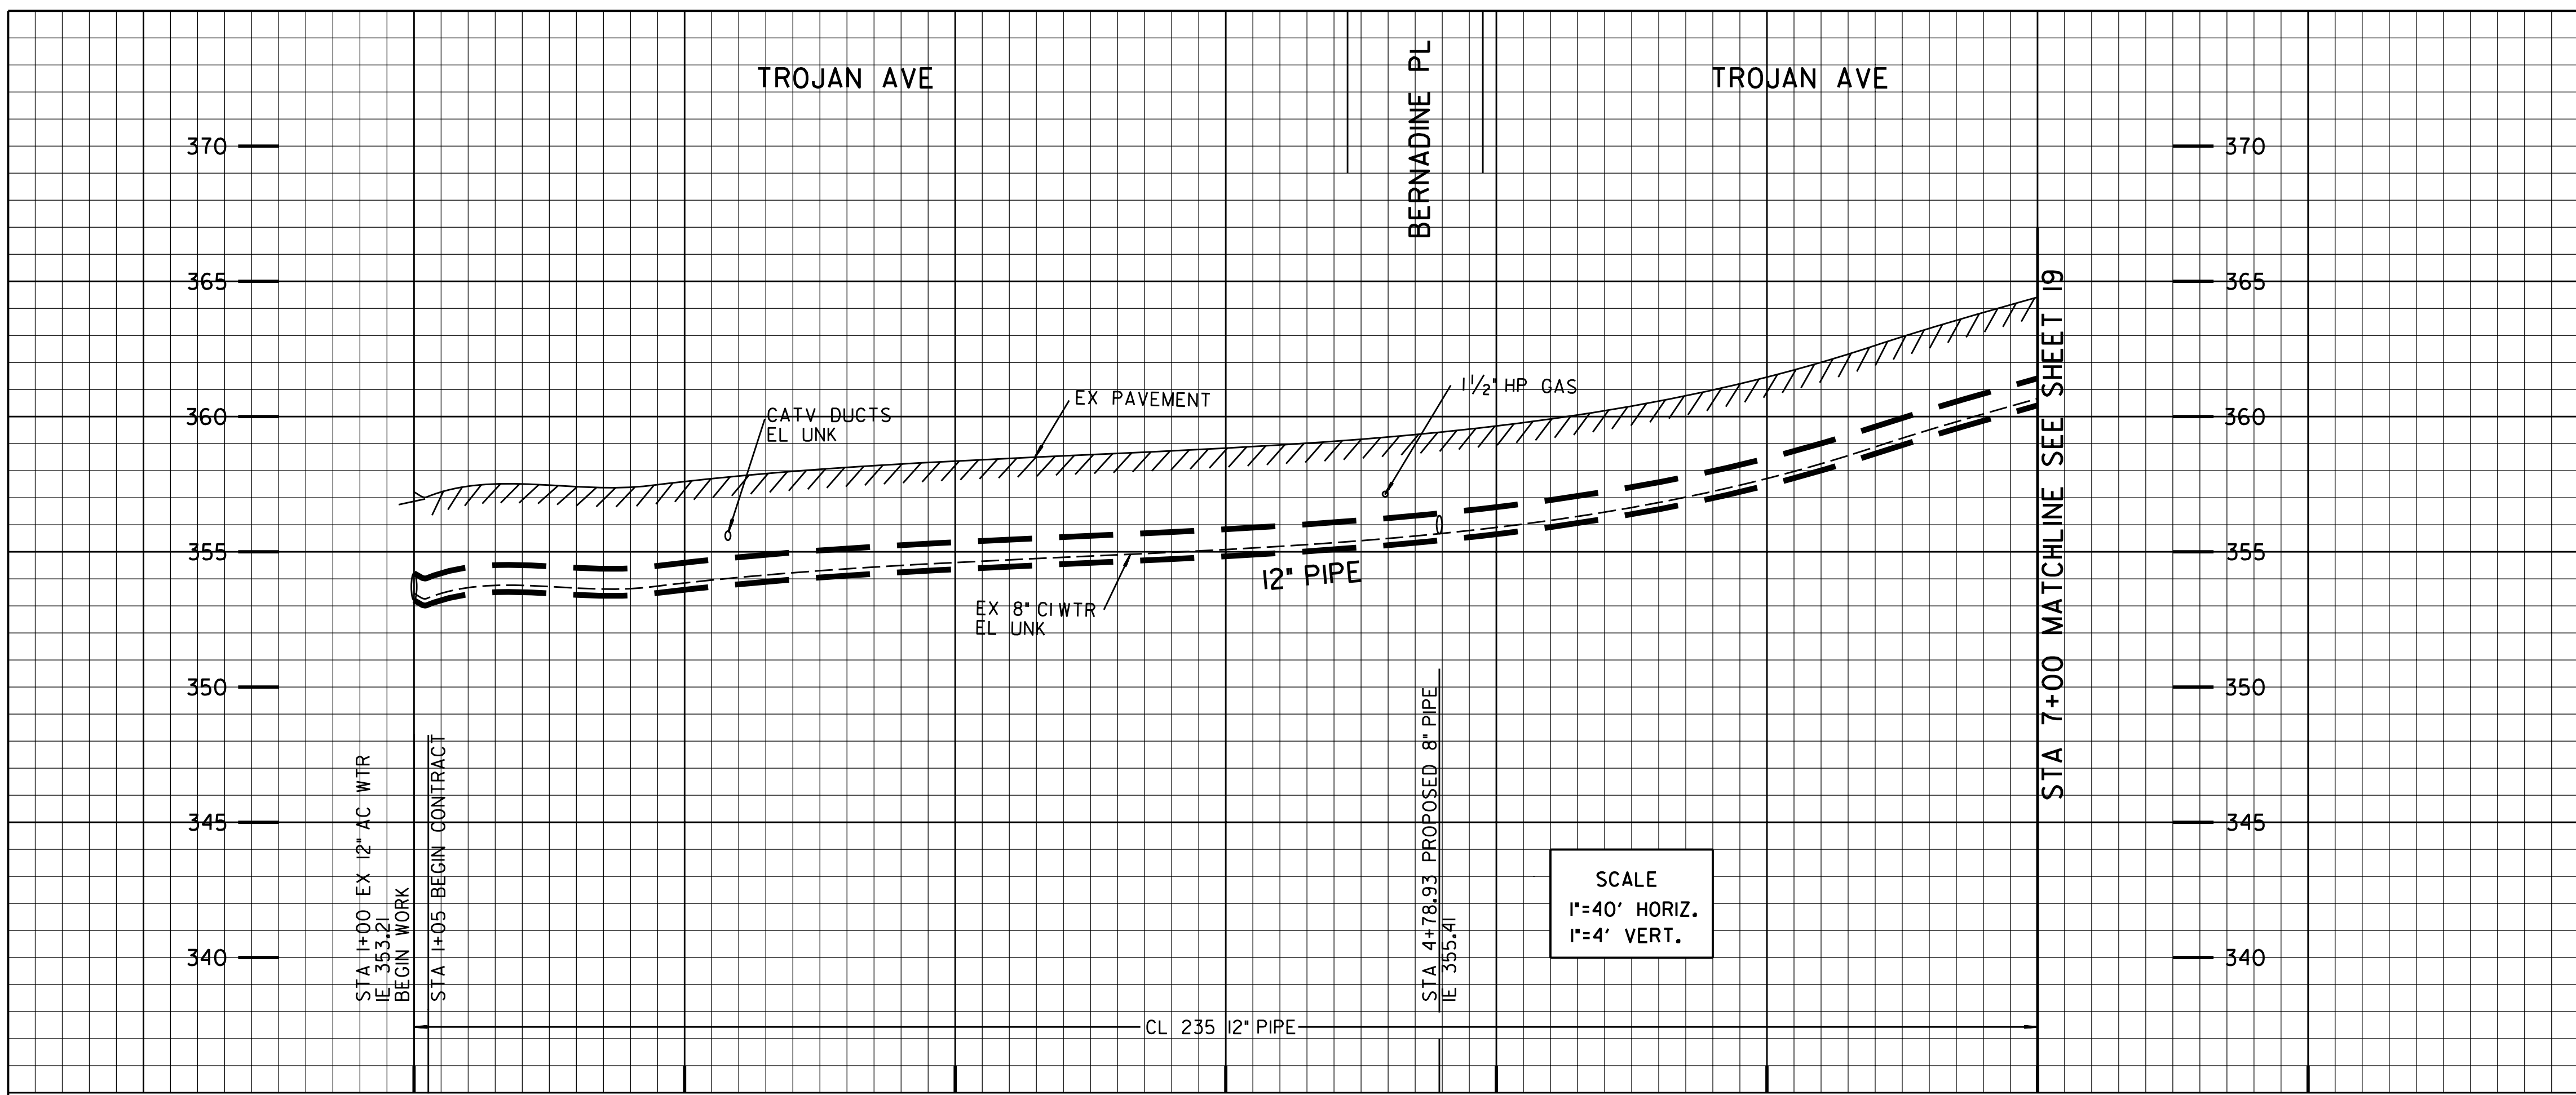 TROJAN AVE
BERNADINE PL
TROJAN AVE
370
370
365
365
360
360
355
355
350
350
345
345
340
340
CATV DUCTS
EL UNK
EX PAVEMENT
1 1/2" HP GAS
12" PIPE
EX 8" CI WTR
EL UNK
STA 7+00 MATCHLINE SEE SHEET 19
STA 1+00 EX 12" AC WTR
IE 353.21
BEGIN WORK
STA 1+05 BEGIN CONTRACT
STA 4+78.93 PROPOSED 8" PIPE
IE 355.41
SCALE
1"=40' HORIZ.
1"=4' VERT.
CL 235 12" PIPE